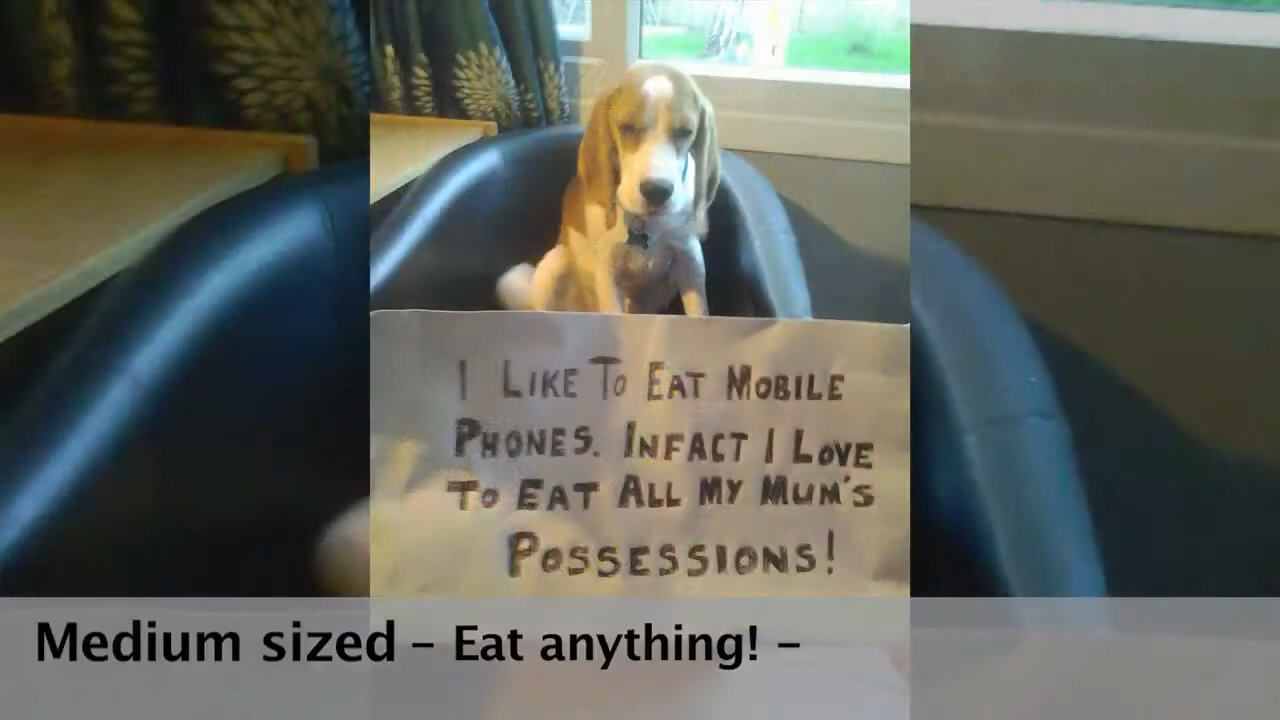 I LIKE TO EAT MOBILE
PHONES. INFACT I LOVE
TO EAT ALL MY MUM'S
POSSESSIONS!
Medium sized – Eat anything! –